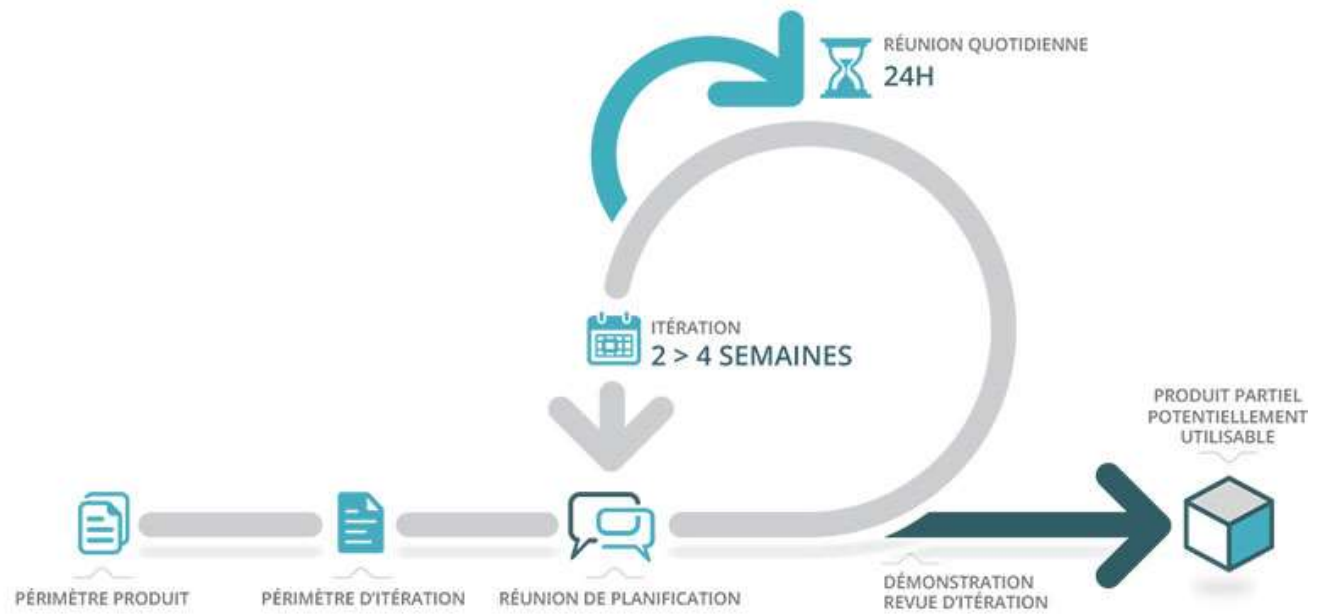 RÉUNION QUOTIDIENNE
24H
ITÉRATION
2 > 4 SEMAINES
PRODUIT PARTIEL
POTENTIELLEMENT
UTILISABLE
PÉRIMÈTRE PRODUIT
PÉRIMÈTRE D'ITÉRATION
RÉUNION DE PLANIFICATION
DÉMONSTRATION
REVUE D'ITÉRATION